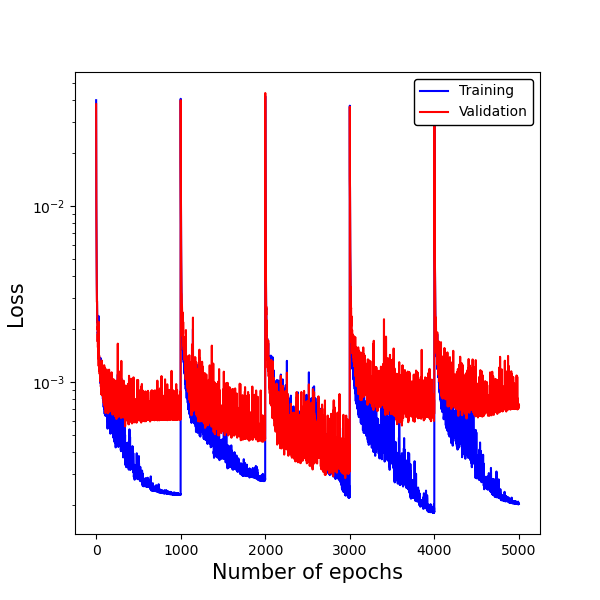 Training
Validation
10⁻²
10⁻³
Loss
0 1000 2000 3000 4000 5000
Number of epochs